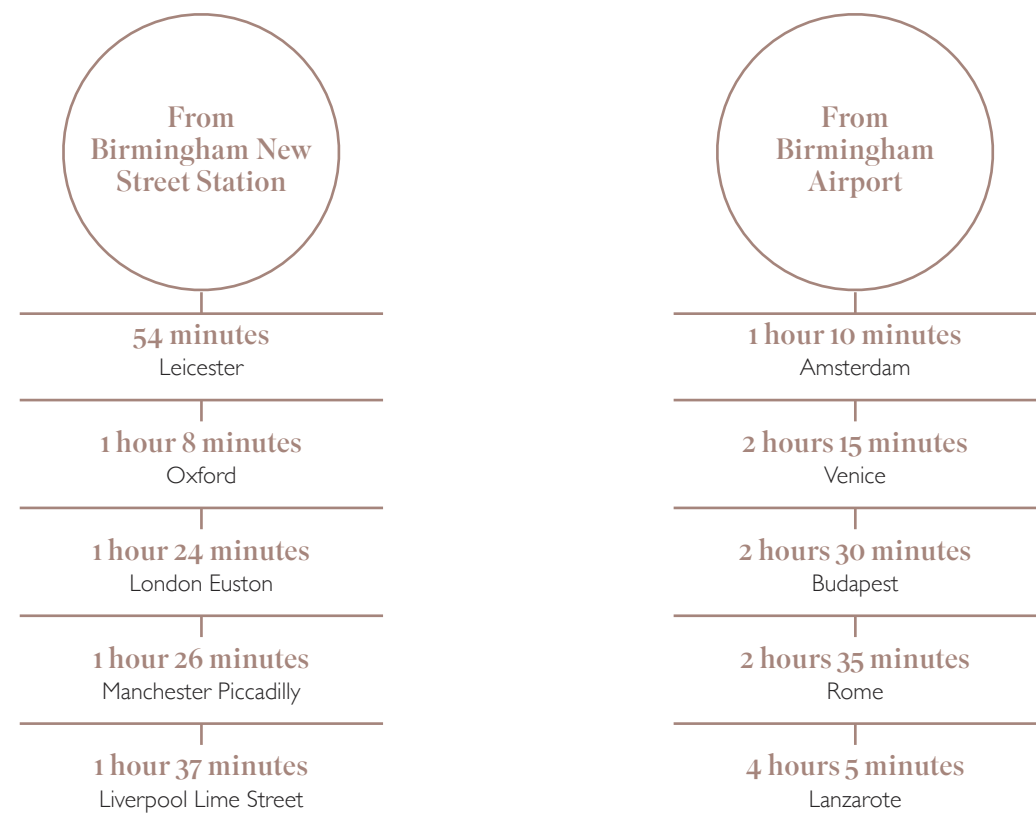 From
Birmingham New
Street Station
54 minutes
Leicester
1 hour 8 minutes
Oxford
1 hour 24 minutes
London Euston
1 hour 26 minutes
Manchester Piccadilly
1 hour 37 minutes
Liverpool Lime Street
From
Birmingham
Airport
1 hour 10 minutes
Amsterdam
2 hours 15 minutes
Venice
2 hours 30 minutes
Budapest
2 hours 35 minutes
Rome
4 hours 5 minutes
Lanzarote